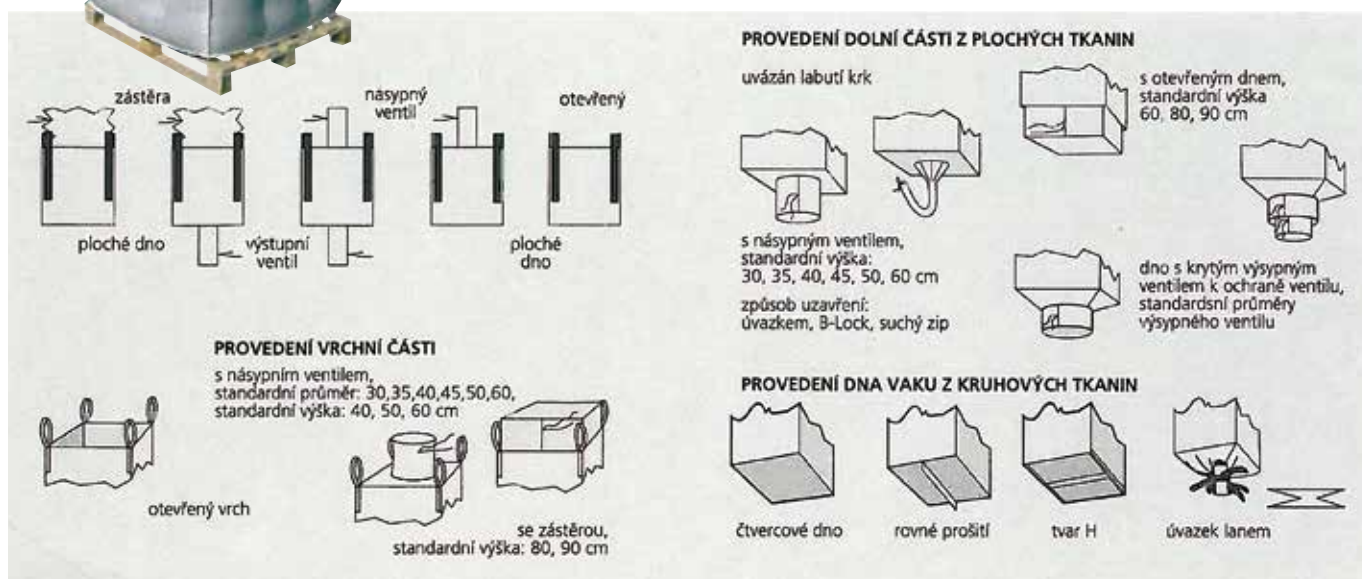 zástěra
násypný
ventil
otevřený
ploché dno
výstupní
ventil
ploché
dno
PROVEDENÍ VRCHNÍ ČÁSTI
s násypním ventilem,
standardní průměr: 30,35,40,45,50,60,
standardní výška: 40, 50, 60 cm
otevřený vrch
se zástěrou,
standardní výška: 80, 90 cm
PROVEDENÍ DOLNÍ ČÁSTI Z PLOCHÝCH TKANIN
uvázán labutí krk
s otevřeným dnem,
standardní výška
60, 80, 90 cm
s násypným ventilem,
standardní výška:
30, 35, 40, 45, 50, 60 cm
způsob uzavření:
úvazkem, B-Lock, suchý zip
dno s krytým výsypným
ventilem k ochraně ventilu,
standardsní průměry
výsypného ventilu
PROVEDENÍ DNA VAKU Z KRUHOVÝCH TKANIN
čtvercové dno
rovné prošití
tvar H
úvazek lanem